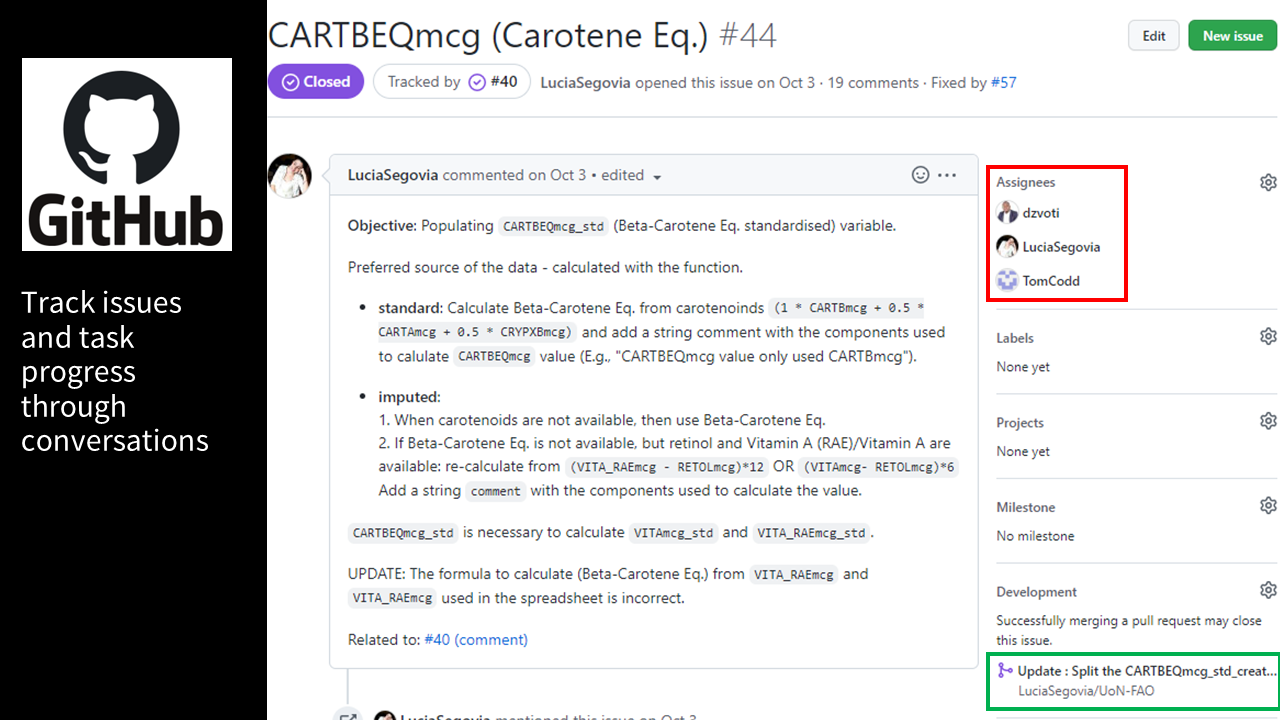 GitHub
Track issues
and task
progress
through
conversations
CARTBEQmcg (Carotene Eq.) #44
Edit
New issue
Closed
Tracked by #40
LuciaSegovia opened this issue on Oct 3 · 19 comments · Fixed by #57
LuciaSegovia commented on Oct 3 • edited
Objective: Populating CARTBEQmcg_std (Beta-Carotene Eq. standardised) variable.
Preferred source of the data - calculated with the function.
• standard: Calculate Beta-Carotene Eq. from carotenoinds (1 * CARTBmcg + 0.5 *
CARTAmcg + 0.5 * CRYPXBmcg) and add a string comment with the components used
to calulate CARTBEQmcg value (E.g., "CARTBEQmcg value only used CARTBmcg").
• imputed:
1. When carotenoids are not available, then use Beta-Carotene Eq.
2. If Beta-Carotene Eq. is not available, but retinol and Vitamin A (RAE)/Vitamin A are
available: re-calculate from (VITA_RAEmcg - RETOLmcg)*12 OR (VITAmcg- RETOLmcg)*6
Add a string comment with the components used to calculate the value.
CARTBEQmcg_std is necessary to calculate VITAmcg_std and VITA_RAEmcg_std.
UPDATE: The formula to calculate (Beta-Carotene Eq.) from VITA_RAEmcg and
VITA_RAEmcg used in the spreadsheet is incorrect.
Related to: #40 (comment)
LuciaSegovia mentioned this issue on Oct 3
Assignees
dzvoti
LuciaSegovia
TomCodd
Labels
None yet
Projects
None yet
Milestone
No milestone
Development
Successfully merging a pull request may close
this issue.
Update : Split the CARTBEQmcg_std_creat...
LuciaSegovia/UoN-FAO